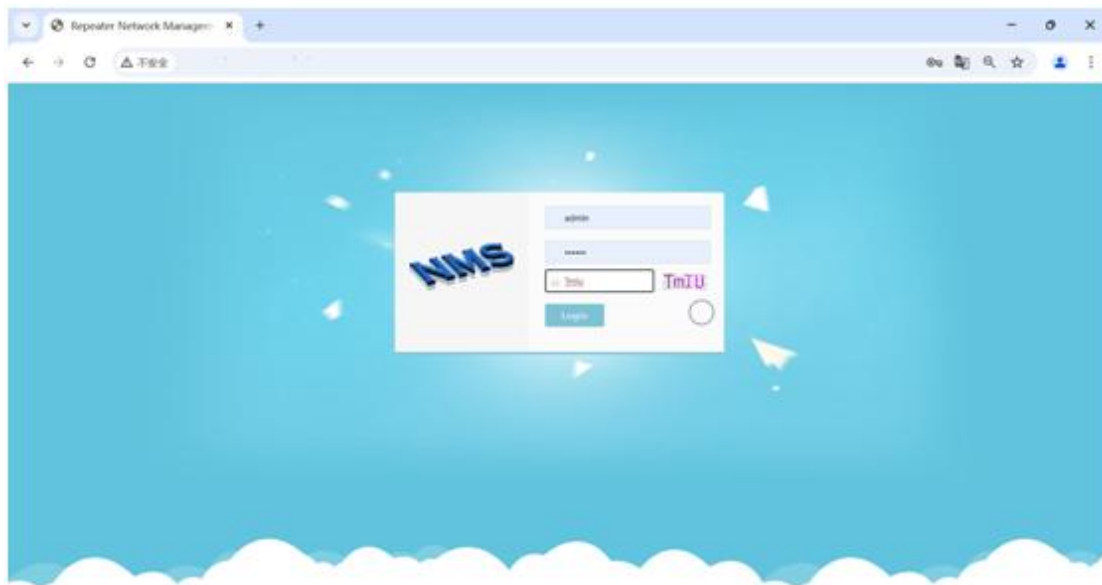 Repeater Network Managem
不安全
admin
NMS
TmIU
Login